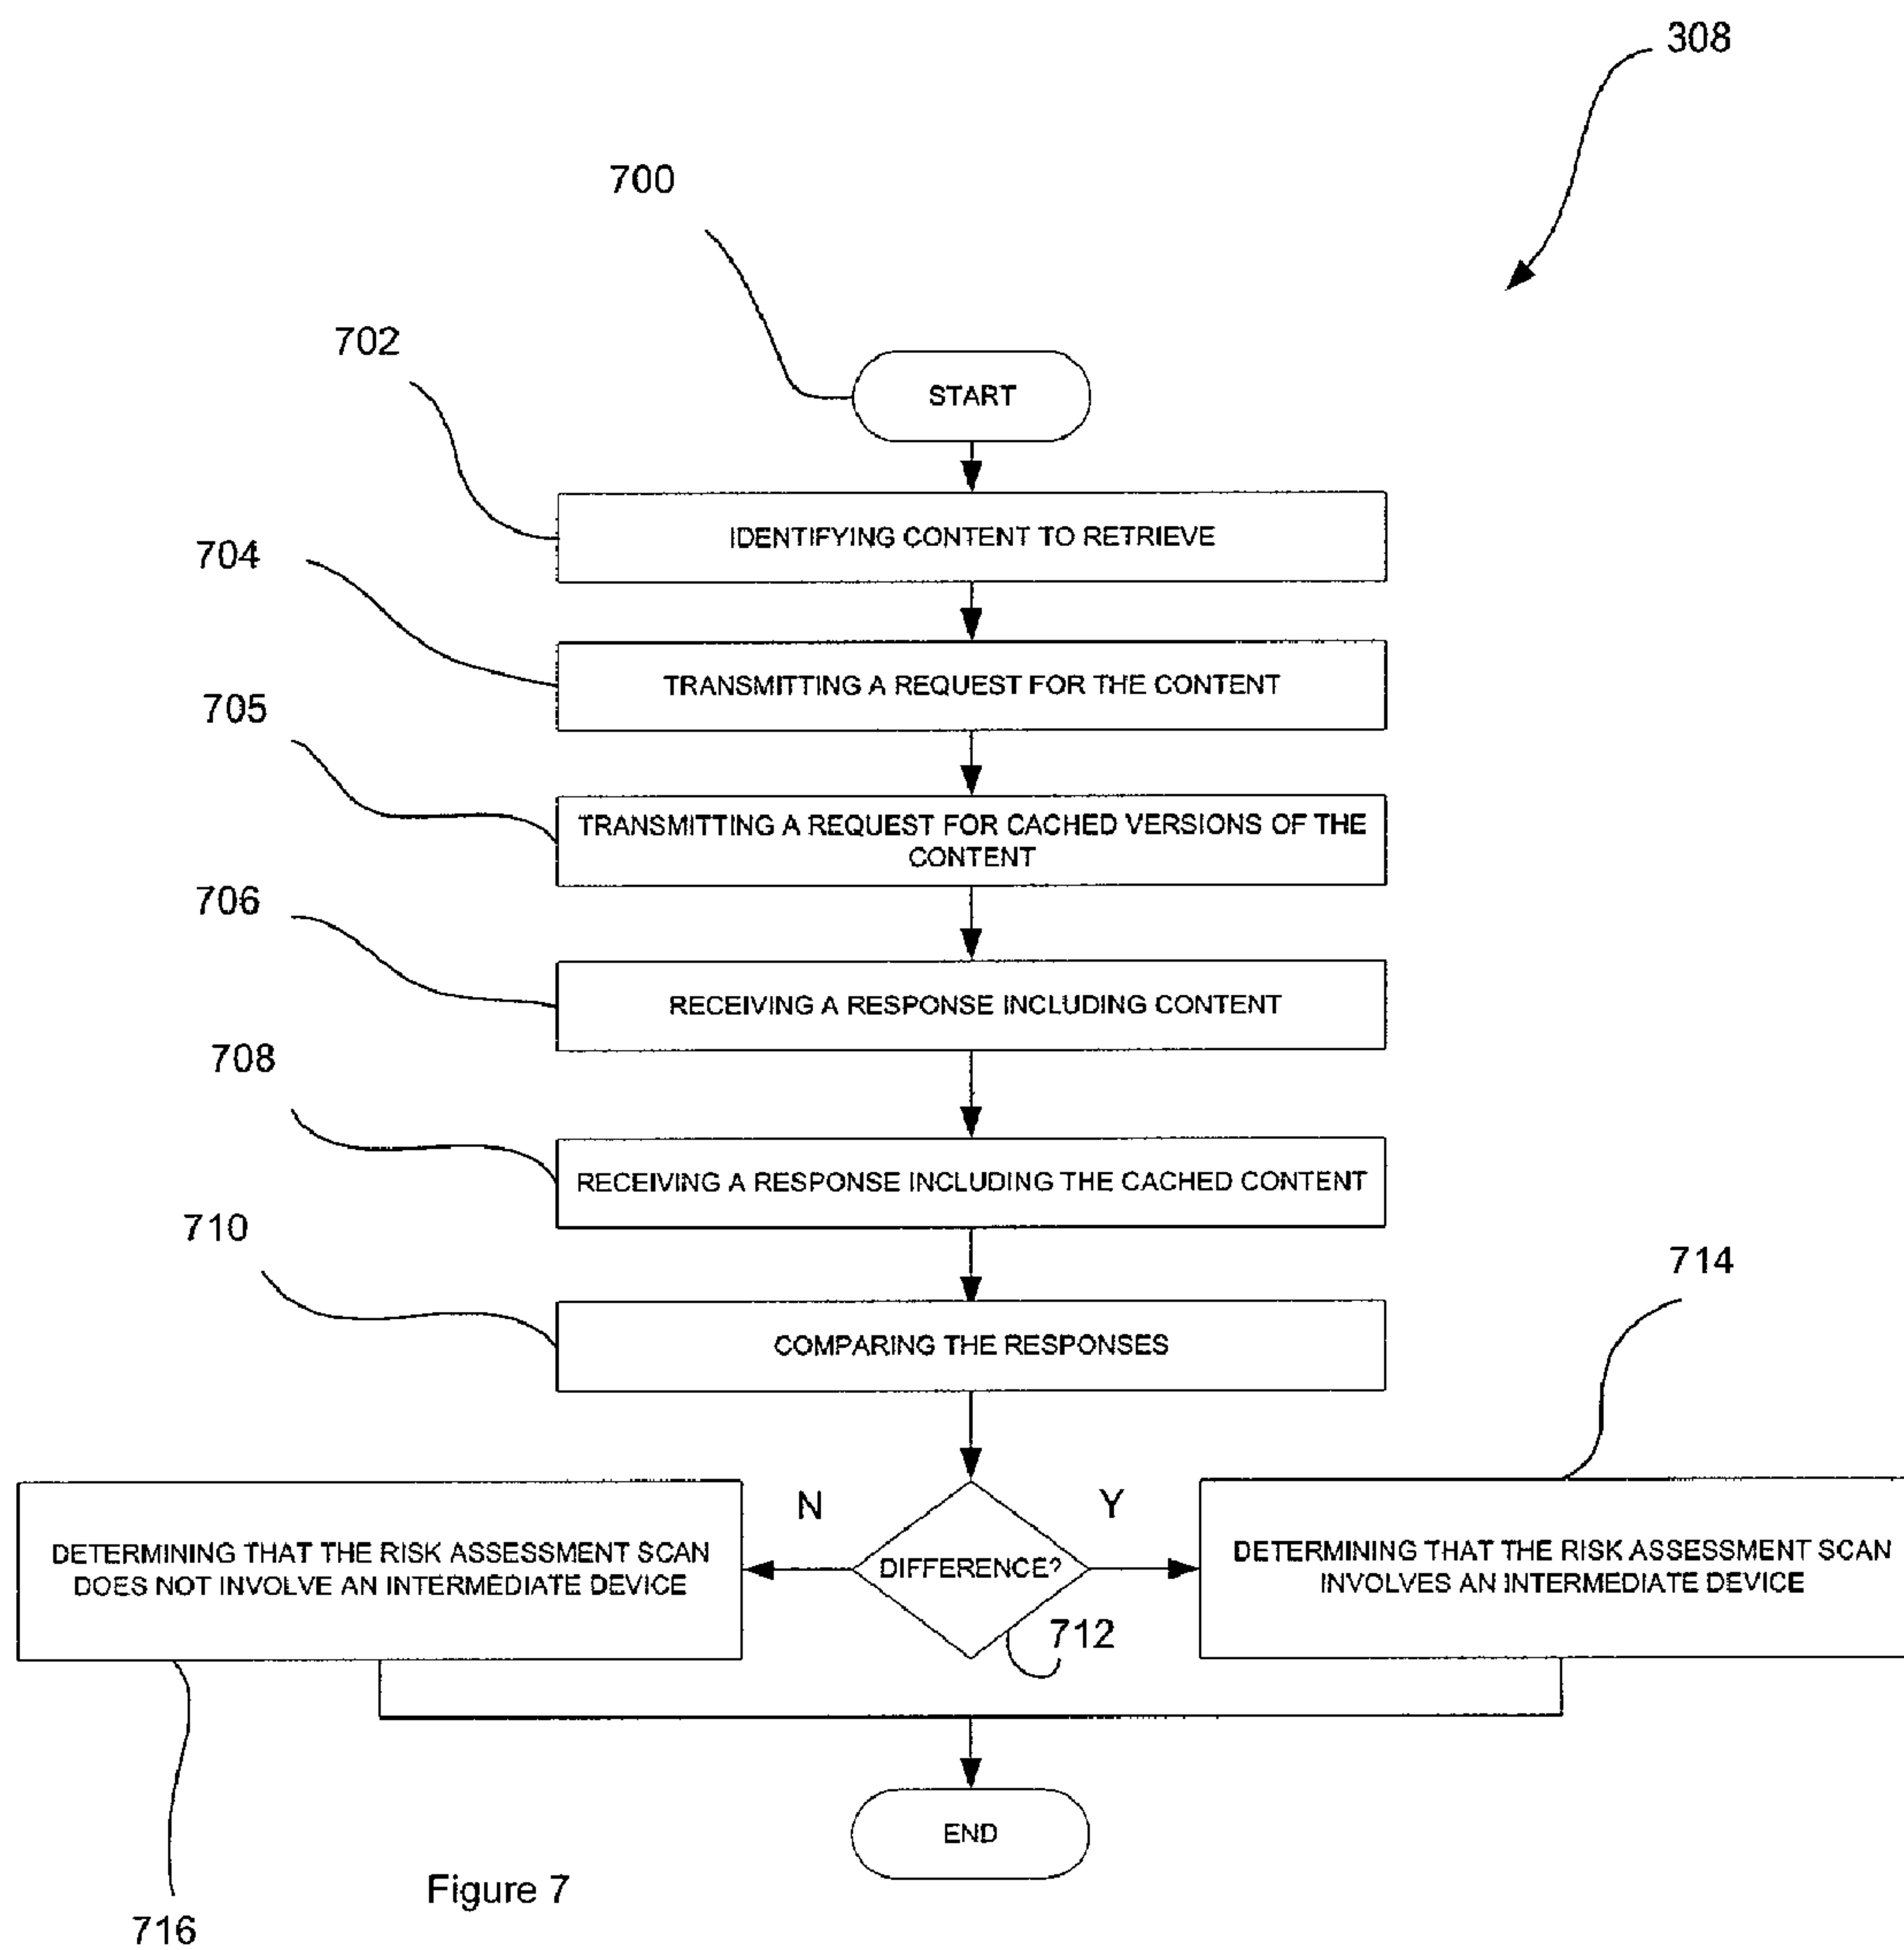 308
700
START
702
IDENTIFYING CONTENT TO RETRIEVE
704
TRANSMITTING A REQUEST FOR THE CONTENT
705
TRANSMITTING A REQUEST FOR CACHED VERSIONS OF THE
CONTENT
706
RECEIVING A RESPONSE INCLUDING CONTENT
708
RECEIVING A RESPONSE INCLUDING THE CACHED CONTENT
710
COMPARING THE RESPONSES
714
N
Y
DETERMINING THAT THE RISK ASSESSMENT SCAN
DOES NOT INVOLVE AN INTERMEDIATE DEVICE
DIFFERENCE?
DETERMINING THAT THE RISK ASSESSMENT SCAN
INVOLVES AN INTERMEDIATE DEVICE
712
END
Figure 7
716